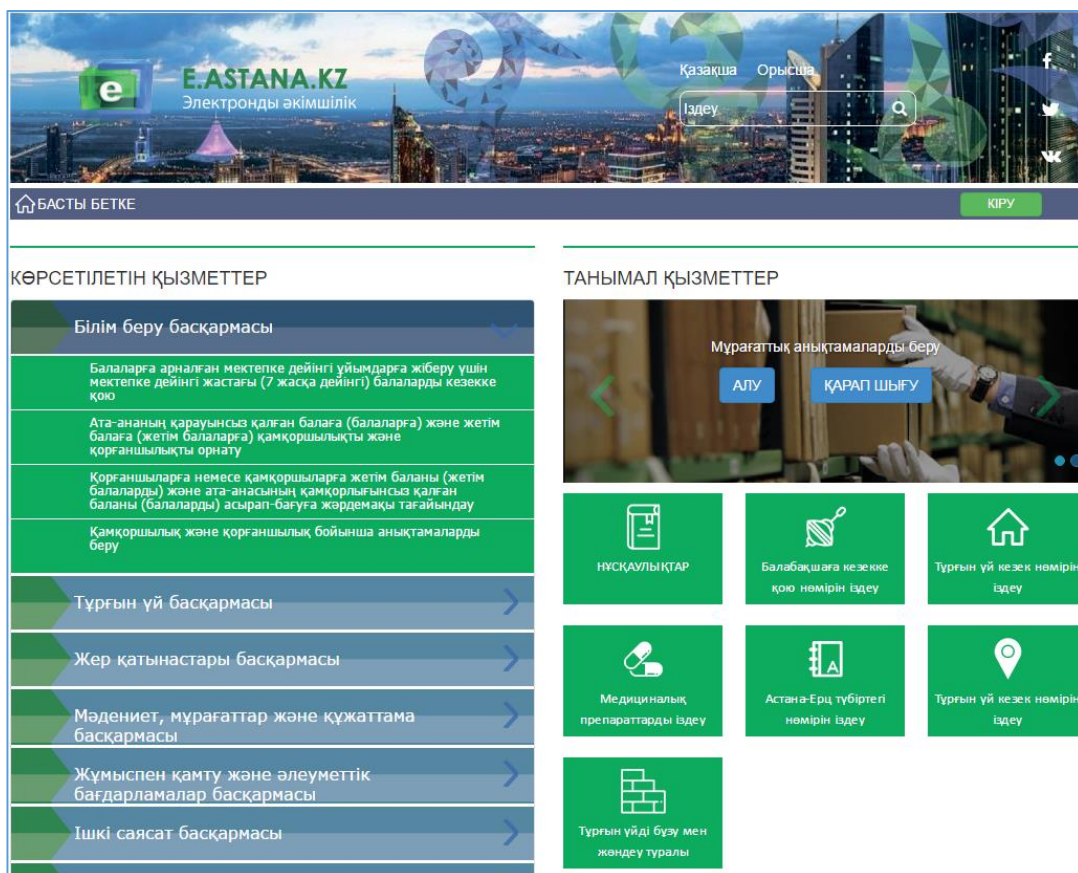 e
E.ASTANA.KZ
Электронды әкімшілік
Қазақша Орысша
Іздеу
БАСТЫ БЕТКЕ
КІРУ
КӨРСЕТІЛЕТІН ҚЫЗМЕТТЕР
Білім беру басқармасы
Балаларға арналған мектепке дейінгі ұйымдарға жіберу үшін
мектепке дейінгі жастағы (7 жасқа дейінгі) балаларды кезекке
қою
Ата-ананың қарауынсыз қалған балаға (балаларға) және жетім
балаға (жетім балаларға) қамқоршылықты және
қорғаншылықты орнату
Қорғаншыларға немесе қамқоршыларға жетім баланы (жетім
балаларды) және ата-анасының қамқорлығынсыз қалған
баланы (балаларды) асырап-бағуға жәрдемақы тағайындау
Қамқоршылық және қорғаншылық бойынша анықтамаларды
беру
Тұрғын үй басқармасы
Жер қатынастары басқармасы
Мәдениет, мұрағаттар және құжаттама
басқармасы
Жұмыспен қамту және әлеуметтік
бағдарламалар басқармасы
Ішкі саясат басқармасы
ТАНЫМАЛ ҚЫЗМЕТТЕР
Мұрағаттық анықтамаларды беру
АЛУ ҚАРАП ШЫҒУ
НҰСҚАУЛЫҚТАР
Балабақшаға кезекке
қою нөмірін іздеу
Тұрғын үй кезек нөмірін
іздеу
Медициналық
препараттарды іздеу
Астана-Ерц түбіртегі
нөмірін іздеу
Тұрғын үй кезек нөмірін
іздеу
Тұрғын үйді бұзу мен
жөндеу туралы